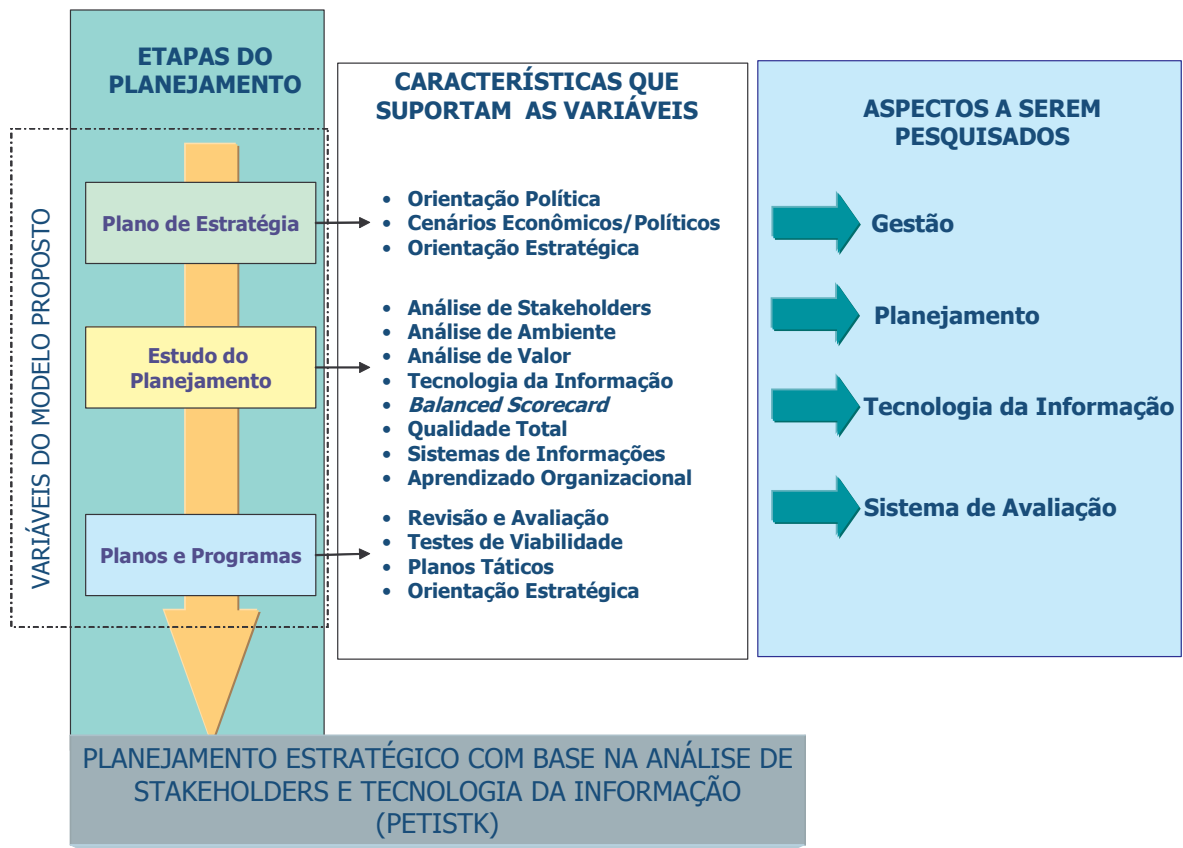 ETAPAS DO
PLANEJAMENTO
VARIÁVEIS DO MODELO PROPOSTO
Plano de Estratégia
Estudo do
Planejamento
Planos e Programas
CARACTERÍSTICAS QUE
SUPORTAM AS VARIÁVEIS
• Orientação Política
• Cenários Econômicos/Políticos
• Orientação Estratégica
• Análise de Stakeholders
• Análise de Ambiente
• Análise de Valor
• Tecnologia da Informação
• Balanced Scorecard
• Qualidade Total
• Sistemas de Informações
• Aprendizado Organizacional
• Revisão e Avaliação
• Testes de Viabilidade
• Planos Táticos
• Orientação Estratégica
ASPECTOS A SEREM
PESQUISADOS
Gestão
Planejamento
Tecnologia da Informação
Sistema de Avaliação
PLANEJAMENTO ESTRATÉGICO COM BASE NA ANÁLISE DE
STAKEHOLDERS E TECNOLOGIA DA INFORMAÇÃO
(PETISTK)